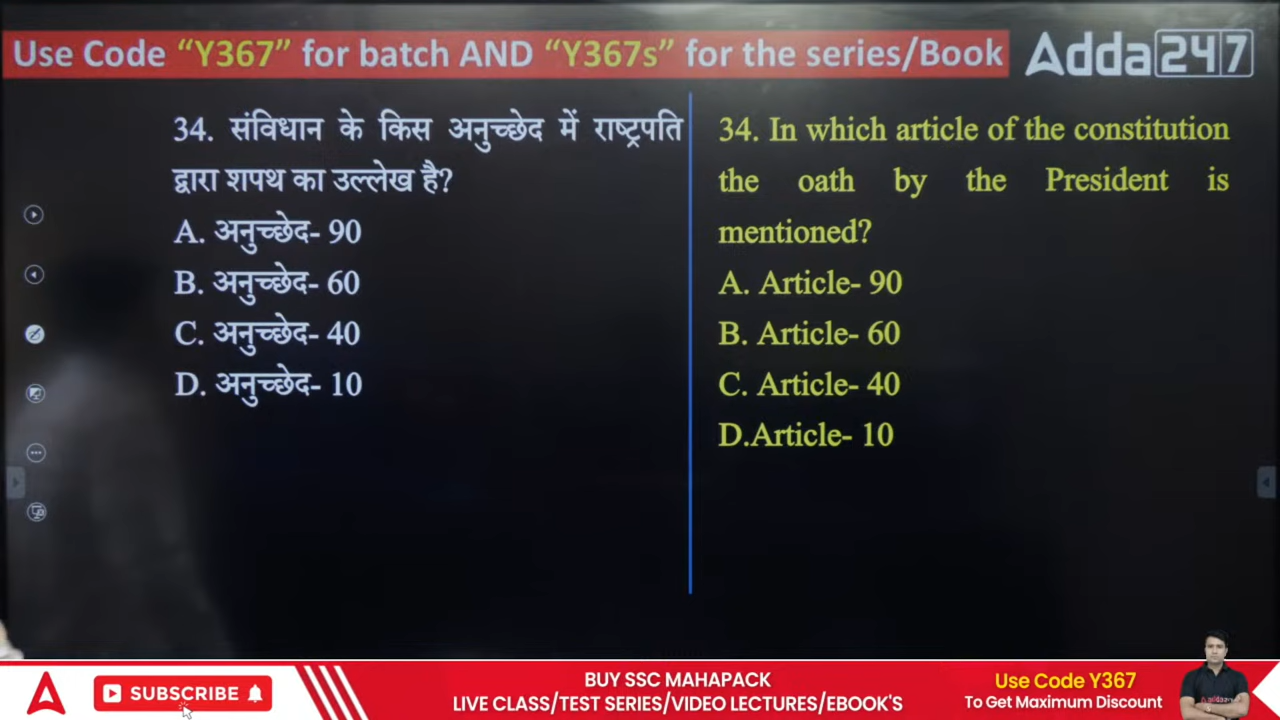 Use Code “Y367” for batch AND “Y367s” for the series/Book
Adda247
34. संविधान के किस अनुच्छेद में राष्ट्रपति
द्वारा शपथ का उल्लेख है?
A. अनुच्छेद- 90
B. अनुच्छेद- 60
C. अनुच्छेद- 40
D. अनुच्छेद- 10
34. In which article of the constitution
the oath by the President is
mentioned?
A. Article- 90
B. Article- 60
C. Article- 40
D.Article- 10
SUBSCRIBE
BUY SSC MAHAPACK
LIVE CLASS/TEST SERIES/VIDEO LECTURES/EBOOK'S
Use Code Y367
To Get Maximum Discount